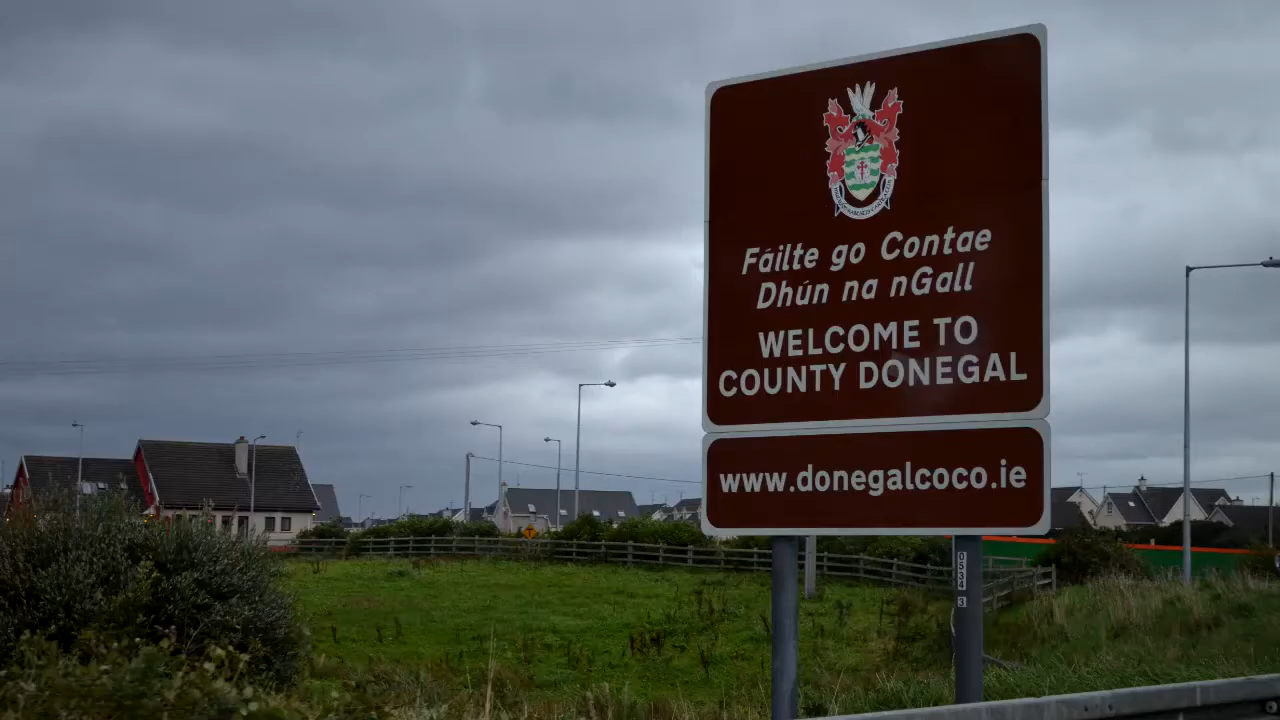 Fáilte go Contae
Dhún na nGall
WELCOME TO
COUNTY DONEGAL
www.donegalcoco.ie
0534
3